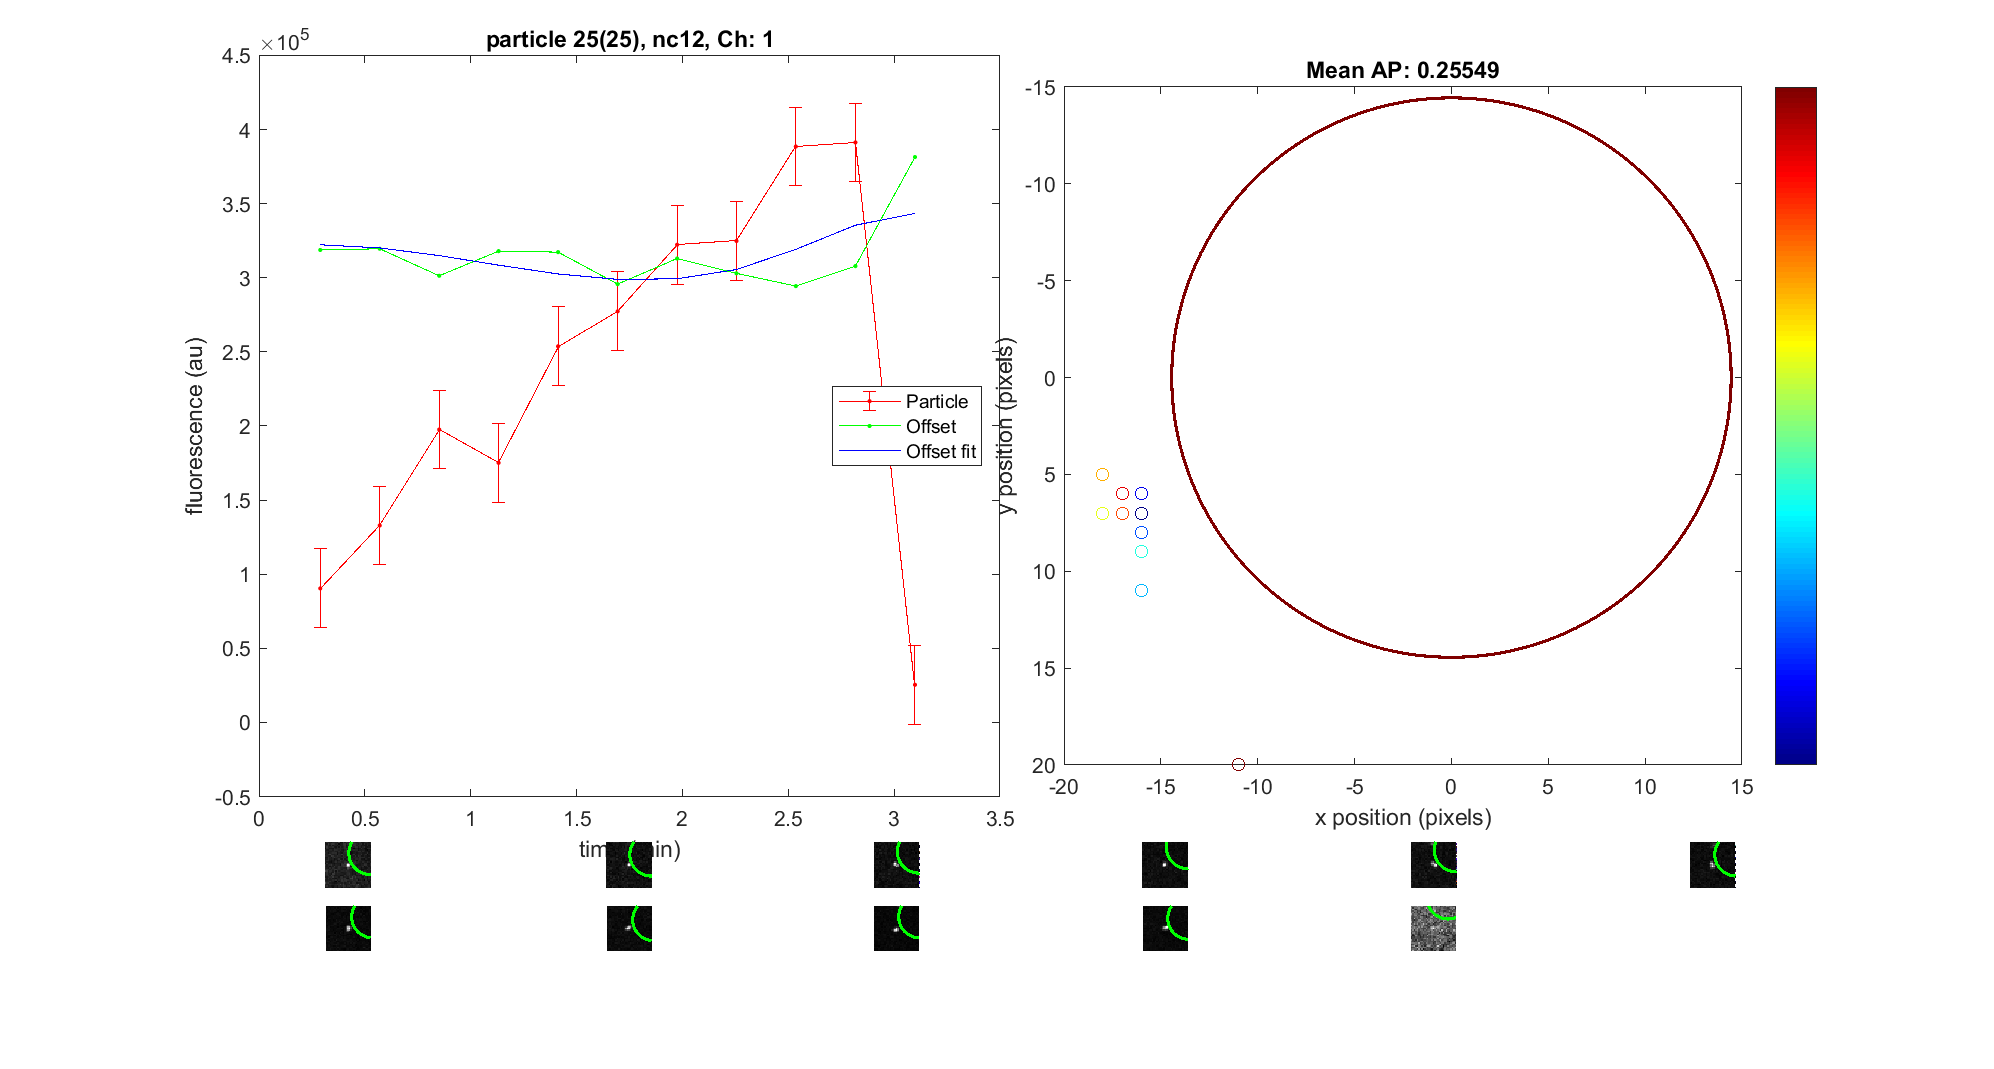 particle 25(25), nc12, Ch: 1
×10^5
4.5
4
3.5
3
2.5
2
1.5
1
0.5
0
-0.5
fluorescence (au)
0 0.5 1 1.5 2 2.5 3 3.5
Particle
Offset
Offset fit
Mean AP: 0.25549
-15
-10
-5
0
5
10
15
20
y position (pixels)
-20 -15 -10 -5 0 5 10 15
x position (pixels)